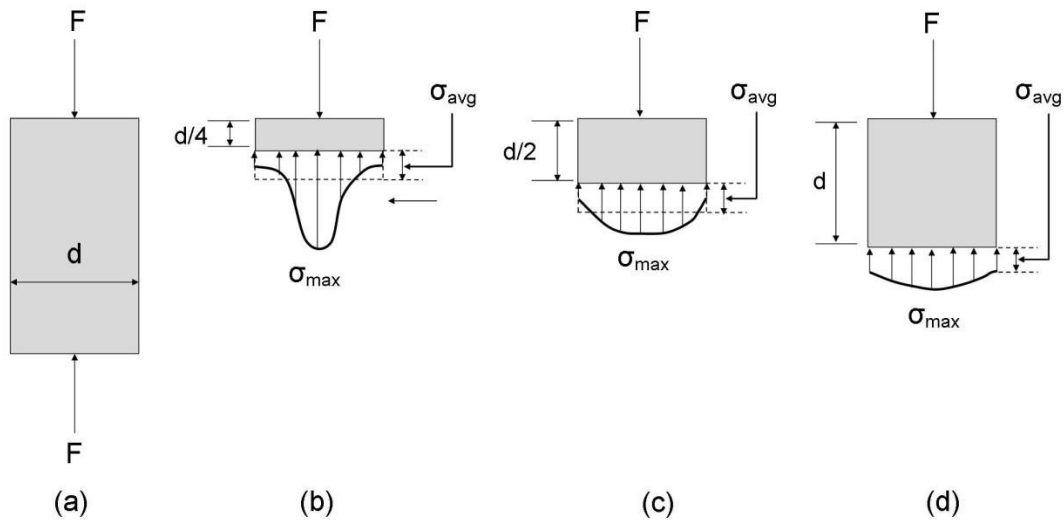 F
F
F
σavg
σavg
σavg
d/4
d/2
d
d
σmax
σmax
σmax
F
(a)
(b)
(c)
(d)